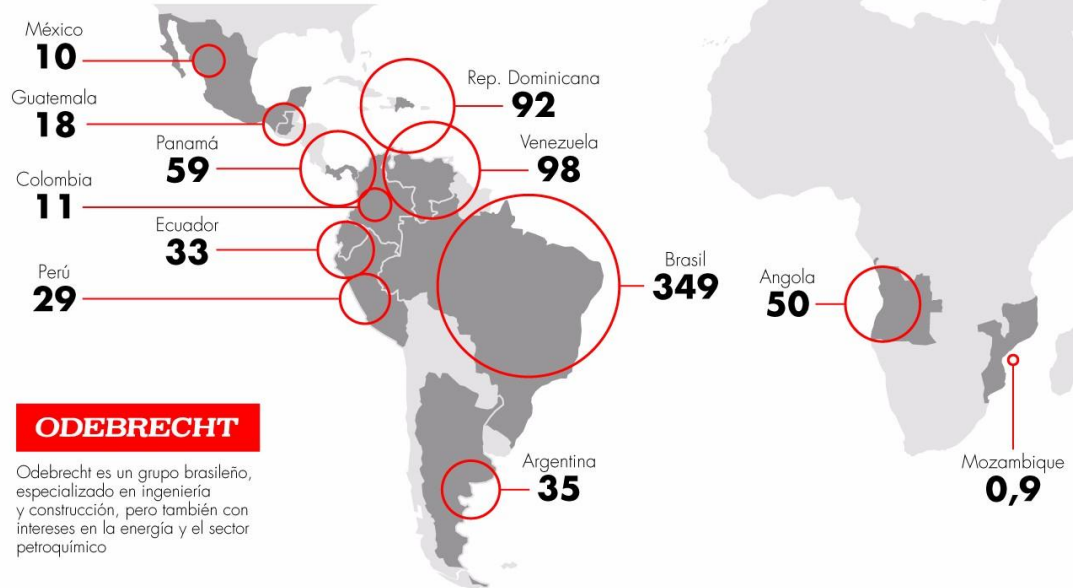 México
10
Guatemala
18
Panamá
59
Colombia
11
Ecuador
33
Perú
29
Rep. Dominicana
92
Venezuela
98
Brasil
349
Argentina
35
Angola
50
Mozambique
0,9
ODEBRECHT
Odebrecht es un grupo brasileño,
especializado en ingeniería
y construcción, pero también con
intereses en la energía y el sector
petroquímico